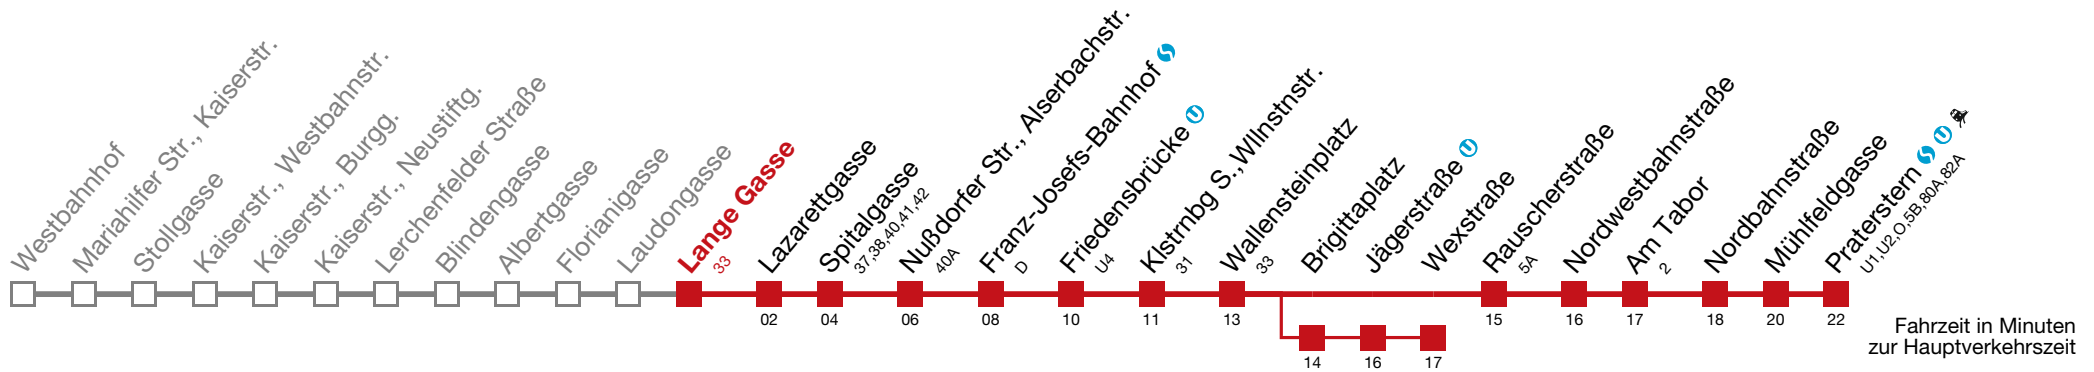 Westbahnhof
Mariahilfer Str., Kaiserstr.
Stollgasse
Kaiserstr., Westbahnstr.
Kaiserstr., Burgg.
Kaiserstr., Neustiftg.
Lerchenfelder Straße
Blindengasse
Albertgasse
Florianigasse
Laudongasse
Lange Gasse
33
Lazarettgasse
02
Spitalgasse
37,38,40,41,42
04
Nußdorfer Str., Alserbachstr.
40A
06
Franz-Josefs-Bahnhof S
D
08
Friedensbrücke U
U4
10
Klstrnbg S.,Wllnstnstr.
31
11
Wallensteinplatz
33
13
Brigittaplatz
14
Jägerstraße U
16
Wexstraße
17
Rauscherstraße
5A
15
Nordwestbahnstraße
16
Am Tabor
2
17
Nordbahnstraße
18
Mühlfeldgasse
20
Praterstern S U
U1,U2,O,5B,80A,82A
22
Fahrzeit in Minuten
zur Hauptverkehrszeit